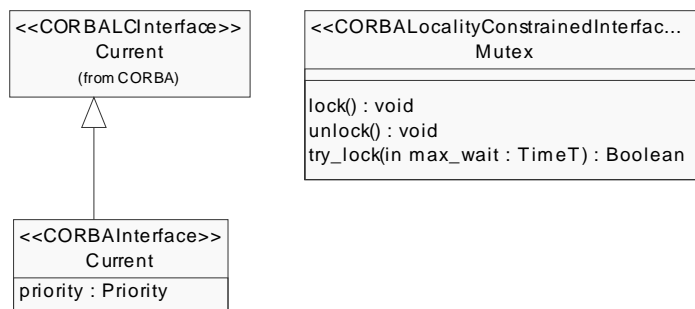 <<CORBALCInterface>>
Current
(from CORBA)
<<CORBALocalityConstrainedInterfac...
Mutex
lock() : void
unlock() : void
try_lock(in max_wait : TimeT) : Boolean
<<CORBAInterface>>
Current
priority : Priority